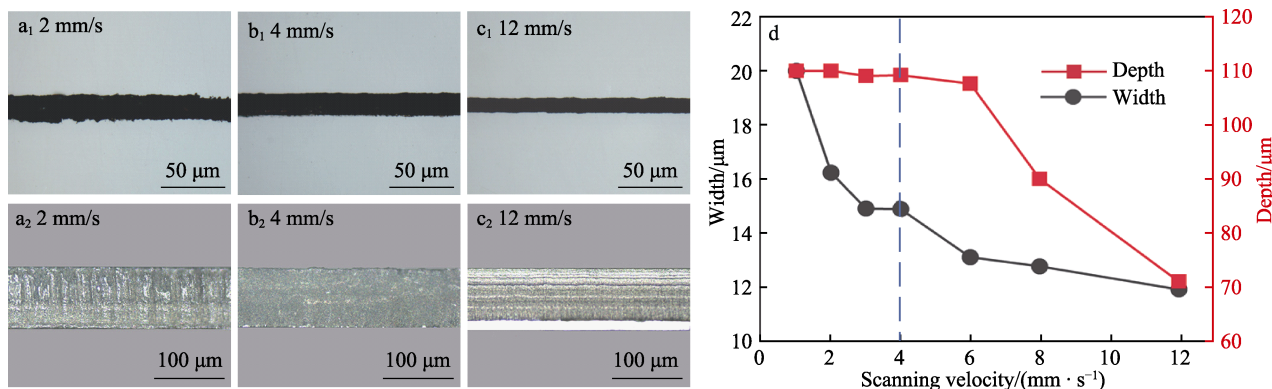 a₁ 2 mm/s
50 μm
b₁ 4 mm/s
50 μm
c₁ 12 mm/s
50 μm
a₂ 2 mm/s
100 μm
b₂ 4 mm/s
100 μm
c₂ 12 mm/s
100 μm
d
Depth
Width
Width/μm
22
20
18
16
14
12
10
Depth/μm
120
110
100
90
80
70
60
0 2 4 6 8 10 12
Scanning velocity/(mm · s⁻¹)